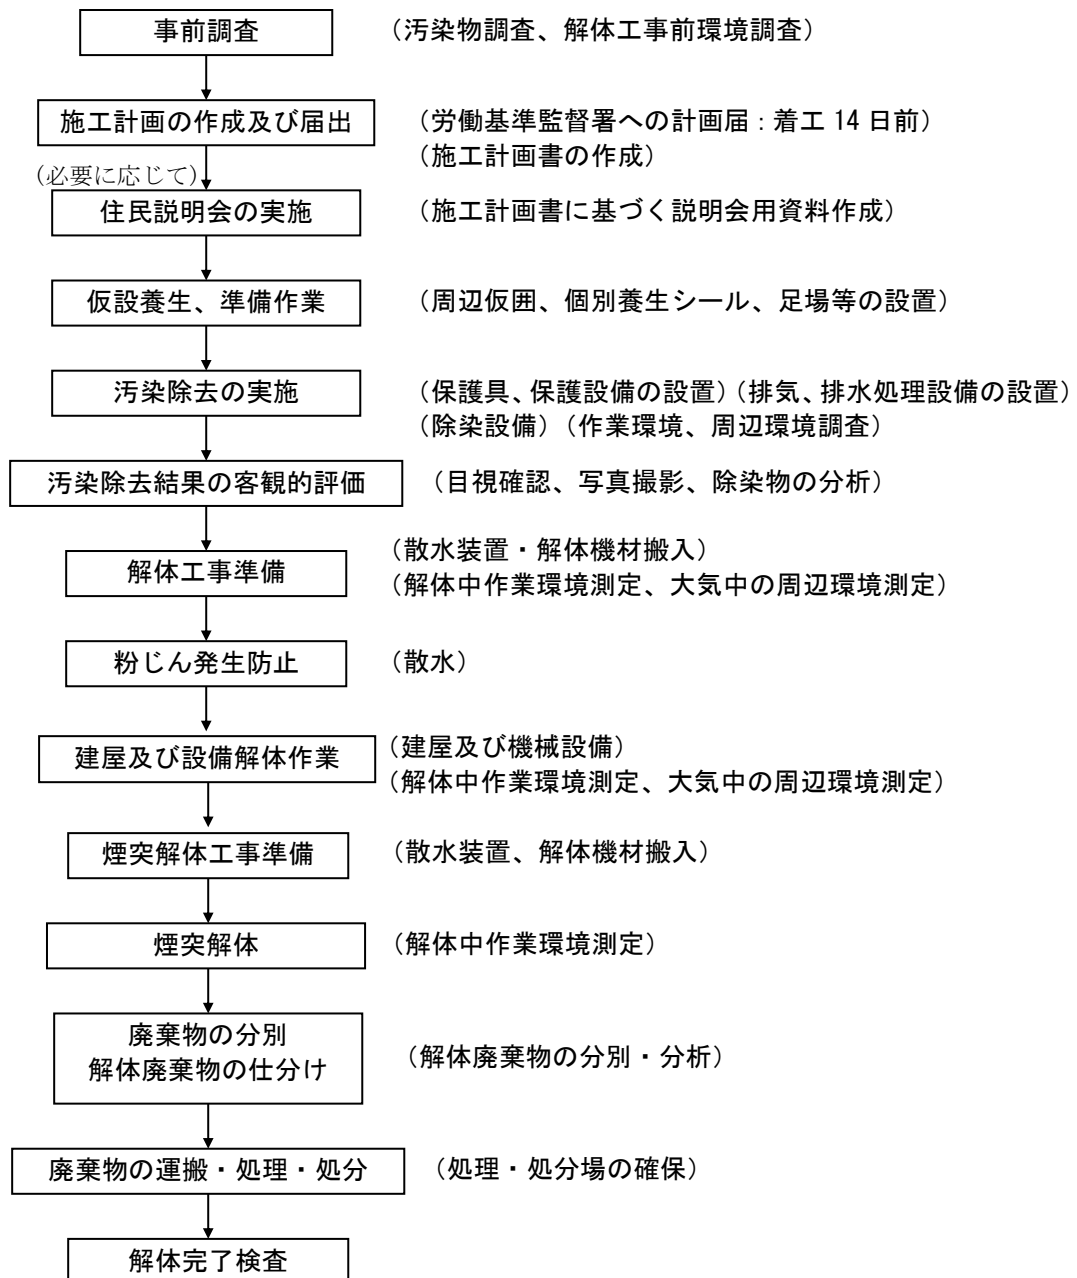 事前調査 (汚染物調査、解体工事前環境調査)
施工計画の作成及び届出 (労働基準監督署への計画届:着工 14 日前)
(施工計画書の作成)
(必要に応じて)
住民説明会の実施 (施工計画書に基づく説明会用資料作成)
仮設養生、準備作業 (周辺仮囲、個別養生シール、足場等の設置)
汚染除去の実施 (保護具、保護設備の設置)(排気、排水処理設備の設置)
(除染設備)(作業環境、周辺環境調査)
汚染除去結果の客観的評価 (目視確認、写真撮影、除染物の分析)
(散水装置・解体機材搬入)
解体工事準備
(解体中作業環境測定、大気中の周辺環境測定)
粉じん発生防止 (散水)
建屋及び設備解体作業 (建屋及び機械設備)
(解体中作業環境測定、大気中の周辺環境測定)
煙突解体工事準備 (散水装置、解体機材搬入)
煙突解体 (解体中作業環境測定)
廃棄物の分別
解体廃棄物の仕分け (解体廃棄物の分別・分析)
廃棄物の運搬・処理・処分 (処理・処分場の確保)
解体完了検査